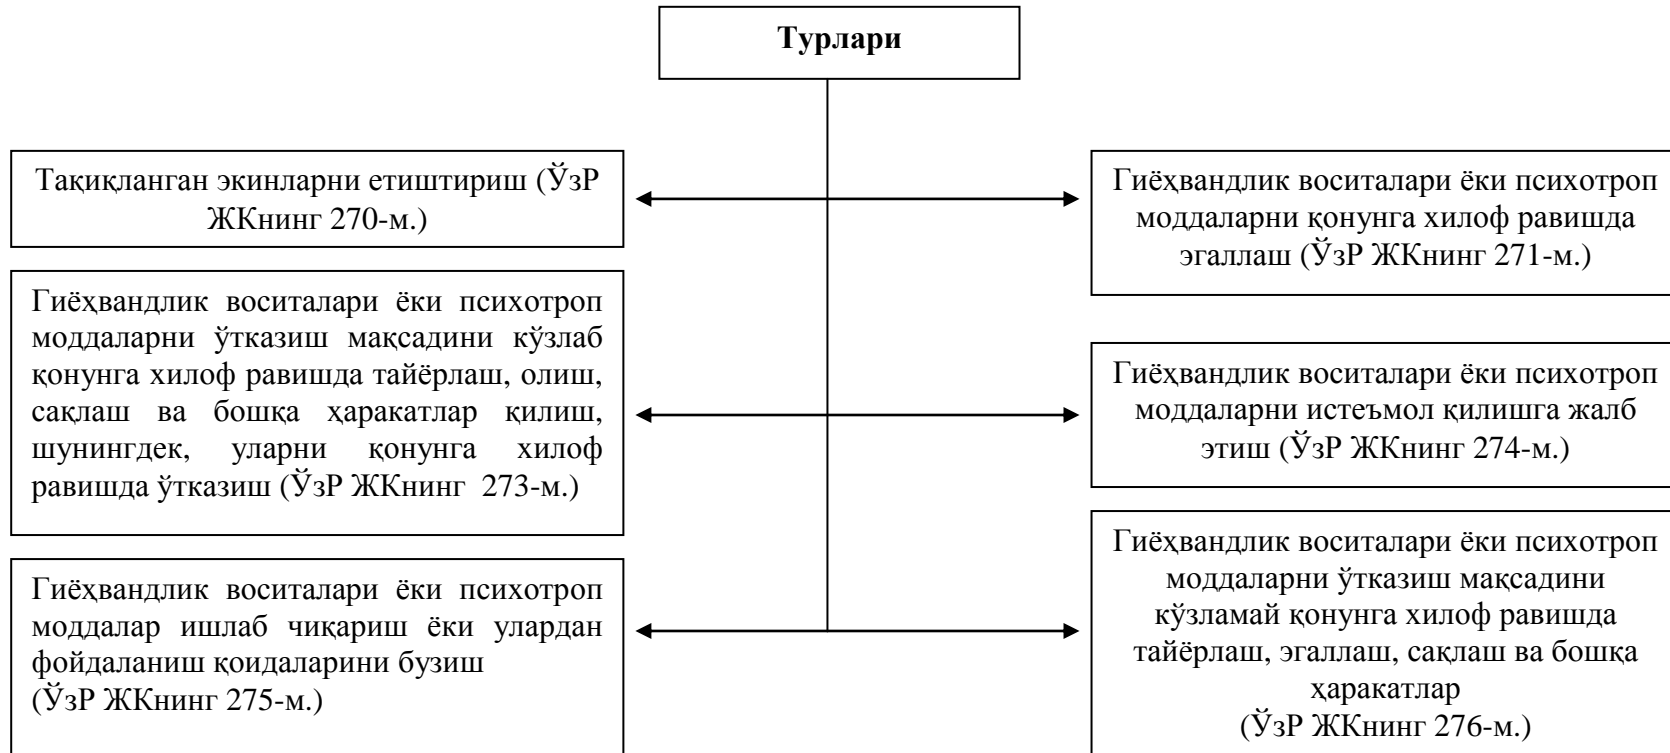 Турлари
Тақиқланган экинларни етиштириш (ЎзР
ЖКнинг 270-м.)
Гиёҳвандлик воситалари ёки психотроп
моддаларни қонунга хилоф равишда
эгаллаш (ЎзР ЖКнинг 271-м.)
Гиёҳвандлик воситалари ёки психотроп
моддаларни ўтказиш мақсадини кўзлаб
қонунга хилоф равишда тайёрлаш, олиш,
сақлаш ва бошқа ҳаракатлар қилиш,
шунингдек, уларни қонунга хилоф
равишда ўтказиш (ЎзР ЖКнинг 273-м.)
Гиёҳвандлик воситалари ёки психотроп
моддаларни истеъмол қилишга жалб
этиш (ЎзР ЖКнинг 274-м.)
Гиёҳвандлик воситалари ёки психотроп
моддалар ишлаб чиқариш ёки улардан
фойдаланиш қоидаларини бузиш
(ЎзР ЖКнинг 275-м.)
Гиёҳвандлик воситалари ёки психотроп
моддаларни ўтказиш мақсадини
кўзламай қонунга хилоф равишда
тайёрлаш, эгаллаш, сақлаш ва бошқа
ҳаракатлар
(ЎзР ЖКнинг 276-м.)